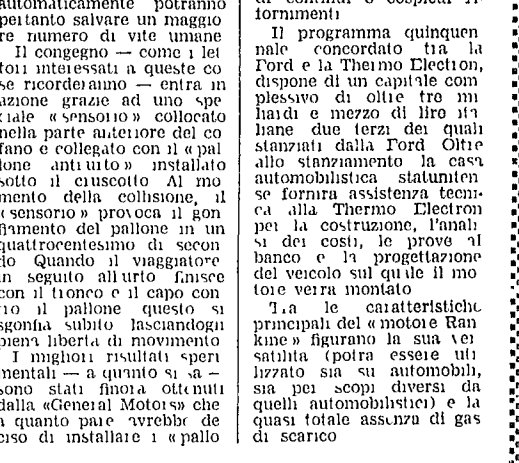 automaticamente potranno
pertanto salvare un maggio
re numero di vite umane
Il congegno — come i let
tori interessati a queste co
se ricorderanno — entra in
azione grazie ad uno spe
ciale «sensorio» collocato
nella parte anteriore del co
fano e collegato con il «pal
lone anti urto» installato
sotto il cruscotto Al mo
mento della collisione, il
«sensorio» provoca il gon
fiamento del pallone in un
quattrocentesimo di secon
do Quando il viaggiatore
in seguito all urto finisce
con il tronco e il capo con
tro il pallone questo si
sgonfia subito lasciandogli
piena libertà di movimento
I migliori risultati speri
mentali — a quanto si sa —
sono stati finora ottenuti
dalla «General Motors» che
a quanto pare avrebbe de
ciso di installare i «pallo
di continui o cospicui ri
fornimenti
Il programma quinquen
nale concordato tra la
Ford e la Thermo Electron,
dispone di un capitale com
plessivo di oltre tre mi
liardi e mezzo di lire ita
liane due terzi dei quali
stanziati dalla Ford Oltre
allo stanziamento la casa
automobilistica statuniten
se fornirà assistenza tecni-
ca alla Thermo Electron
per la costruzione, l'anali
si dei costi, le prove al
banco e la progettazione
del veicolo sul quale il mo
tore verrà montato
Tra le caratteristiche
principali del «motore Ran
kine» figurano la sua ver
satilità (potrà essere uti
lizzato sia su automobili,
sia per scopi diversi da
quelli automobilistici) e la
quasi totale assenza di gas
di scarico